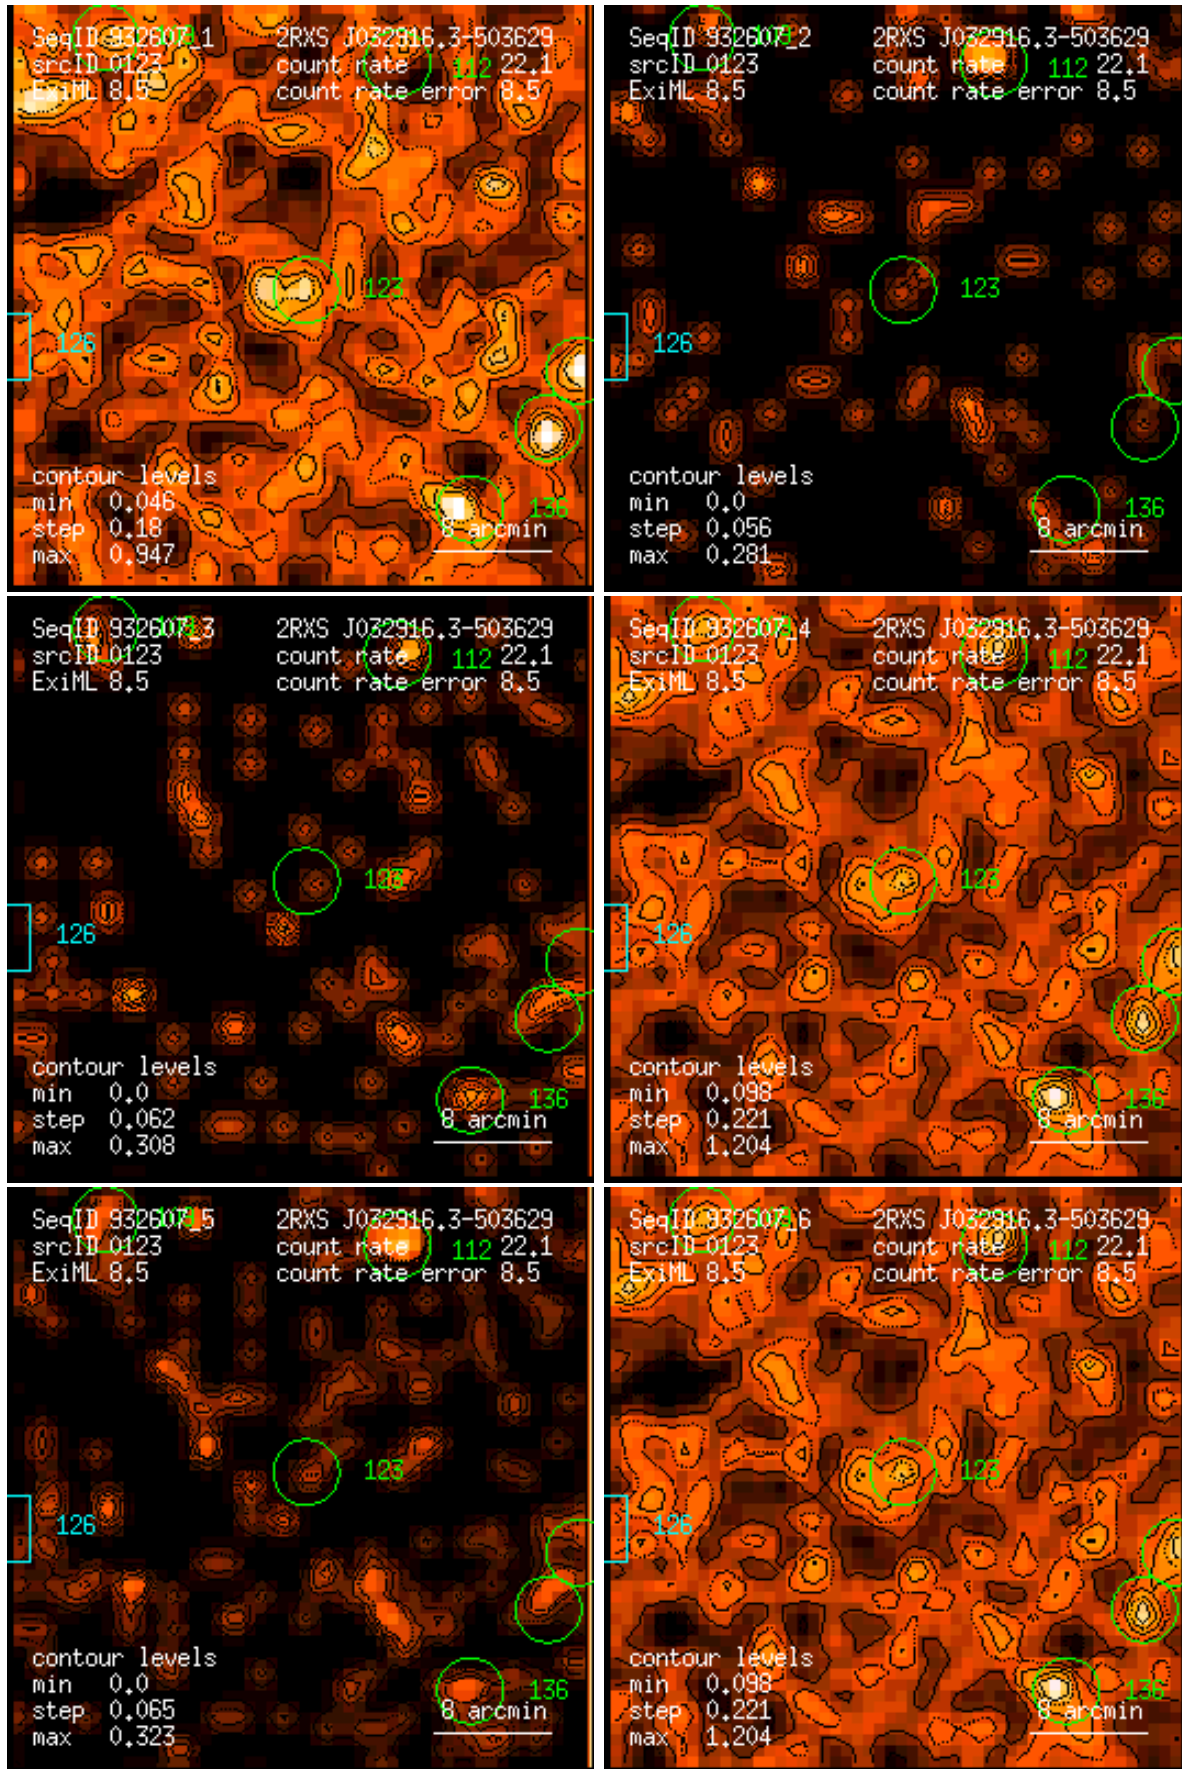 SeqID 932607_1 2RXS J032916.3-503629
srcID 0123 count rate 112 22.1
ExiML 8.5 count rate error 8.5
123
126
contour levels
min 0.046
step 0.18
max 0.947
136
8 arcmin
SeqID 932607_2 2RXS J032916.3-503629
srcID 0123 count rate 112 22.1
ExiML 8.5 count rate error 8.5
123
126
contour levels
min 0.0
step 0.056
max 0.281
136
8 arcmin
SeqID 932607_3 2RXS J032916.3-503629
srcID 0123 count rate 112 22.1
ExiML 8.5 count rate error 8.5
123
126
contour levels
min 0.0
step 0.062
max 0.308
136
8 arcmin
SeqID 932607_4 2RXS J032916.3-503629
srcID 0123 count rate 112 22.1
ExiML 8.5 count rate error 8.5
123
126
contour levels
min 0.098
step 0.221
max 1.204
136
8 arcmin
SeqID 932607_5 2RXS J032916.3-503629
srcID 0123 count rate 112 22.1
ExiML 8.5 count rate error 8.5
123
126
contour levels
min 0.0
step 0.065
max 0.323
136
8 arcmin
SeqID 932607_6 2RXS J032916.3-503629
srcID 0123 count rate 112 22.1
ExiML 8.5 count rate error 8.5
123
126
contour levels
min 0.098
step 0.221
max 1.204
136
8 arcmin